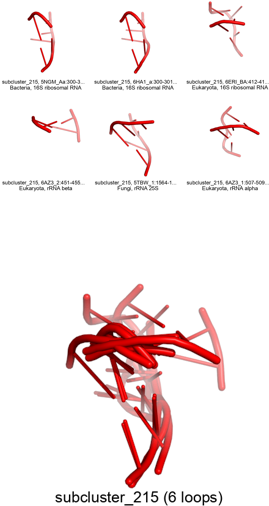 subcluster_215, 5NGM_Aa:300-3...
Bacteria, 16S ribosomal RNA
subcluster_215, 6HA1_a:300-301...
Bacteria, 16S ribosomal RNA
subcluster_215, 6ERI_BA:412-41...
Eukaryota, 16S ribosomal RNA
subcluster_215, 6AZ3_2:451-455...
Eukaryota, rRNA beta
subcluster_215, 5TBW_1:1564-1...
Fungi, rRNA 25S
subcluster_215, 6AZ3_1:507-509...
Eukaryota, rRNA alpha
subcluster_215 (6 loops)